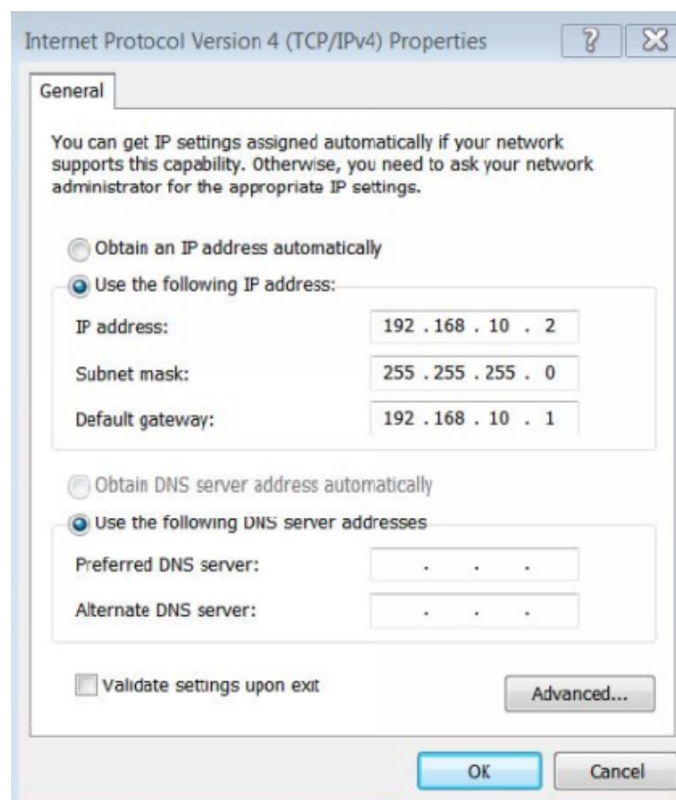 Internet Protocol Version 4 (TCP/IPv4) Properties
General
You can get IP settings assigned automatically if your network
supports this capability. Otherwise, you need to ask your network
administrator for the appropriate IP settings.
Obtain an IP address automatically
Use the following IP address:
IP address: 192 . 168 . 10 . 2
Subnet mask: 255 . 255 . 255 . 0
Default gateway: 192 . 168 . 10 . 1
Obtain DNS server address automatically
Use the following DNS server addresses
Preferred DNS server: . . .
Alternate DNS server: . . .
Validate settings upon exit
Advanced...
OK Cancel